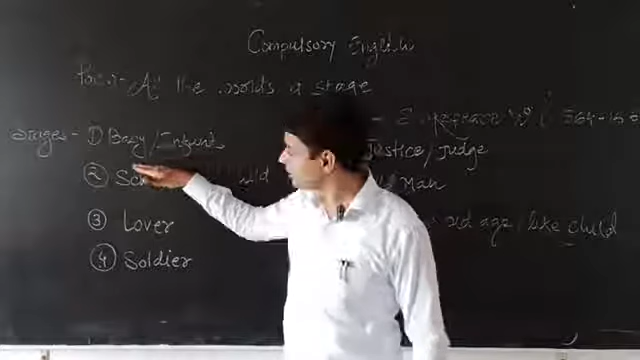 Compulsory English
Poem:- All the worlds a stage
stages - 1) Baby / Infant
Justice / Judge
② Sch
Man
③ Lover
old age, like child
④ Soldier